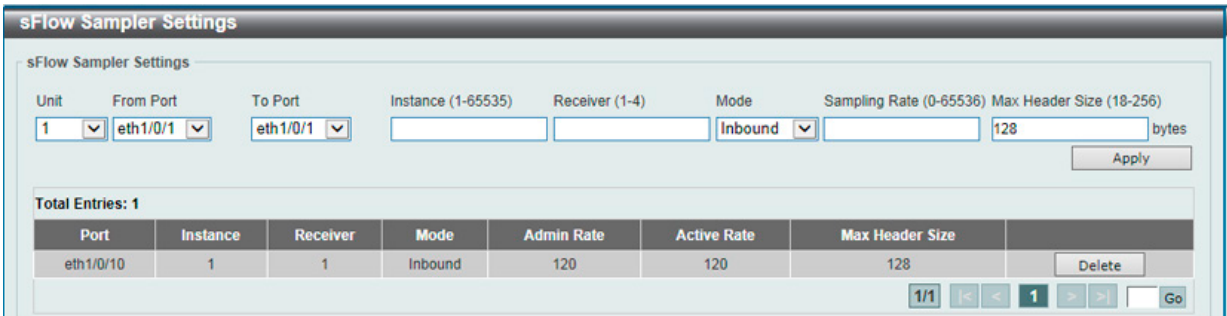 sFlow Sampler Settings
sFlow Sampler Settings
Unit From Port To Port Instance (1-65535) Receiver (1-4) Mode Sampling Rate (0-65536) Max Header Size (18-256)
1 eth1/0/1 eth1/0/1 Inbound 128 bytes
Apply
Total Entries: 1
Port Instance Receiver Mode Admin Rate Active Rate Max Header Size
eth1/0/10 1 1 Inbound 120 120 128 Delete
1/1 |< < 1 > >| Go